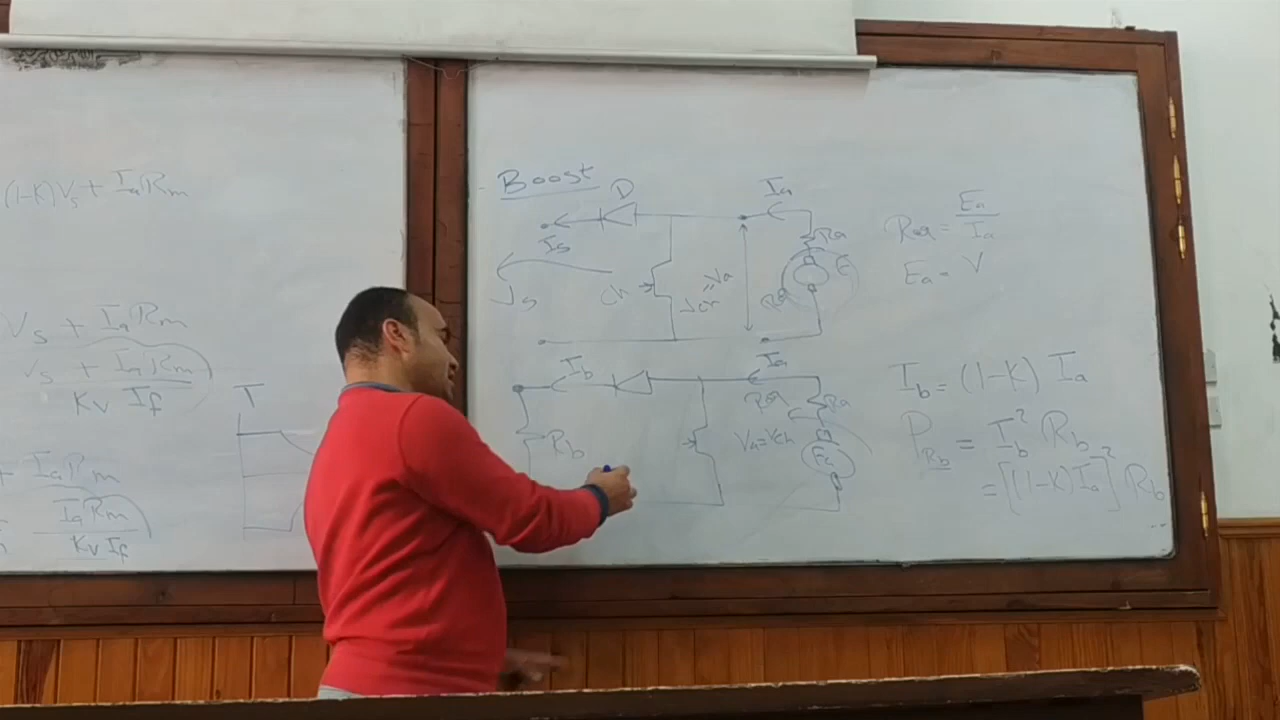 (1-K)Vs + IaRm
Vs + IaRm
Vs + IaRm
Kv If
+ IaRm
IaRm
Kv If
T
Boost
D
Ia
Is
Ra
Ch
Vs
Req = Ea / Ia
Ea = V
Ib
Ia
Rb
Req
Ra
Va=Vch
Ea
Ib = (1-K) Ia
PRb = Ib² Rb
= [(1-K)Ia]² Rb